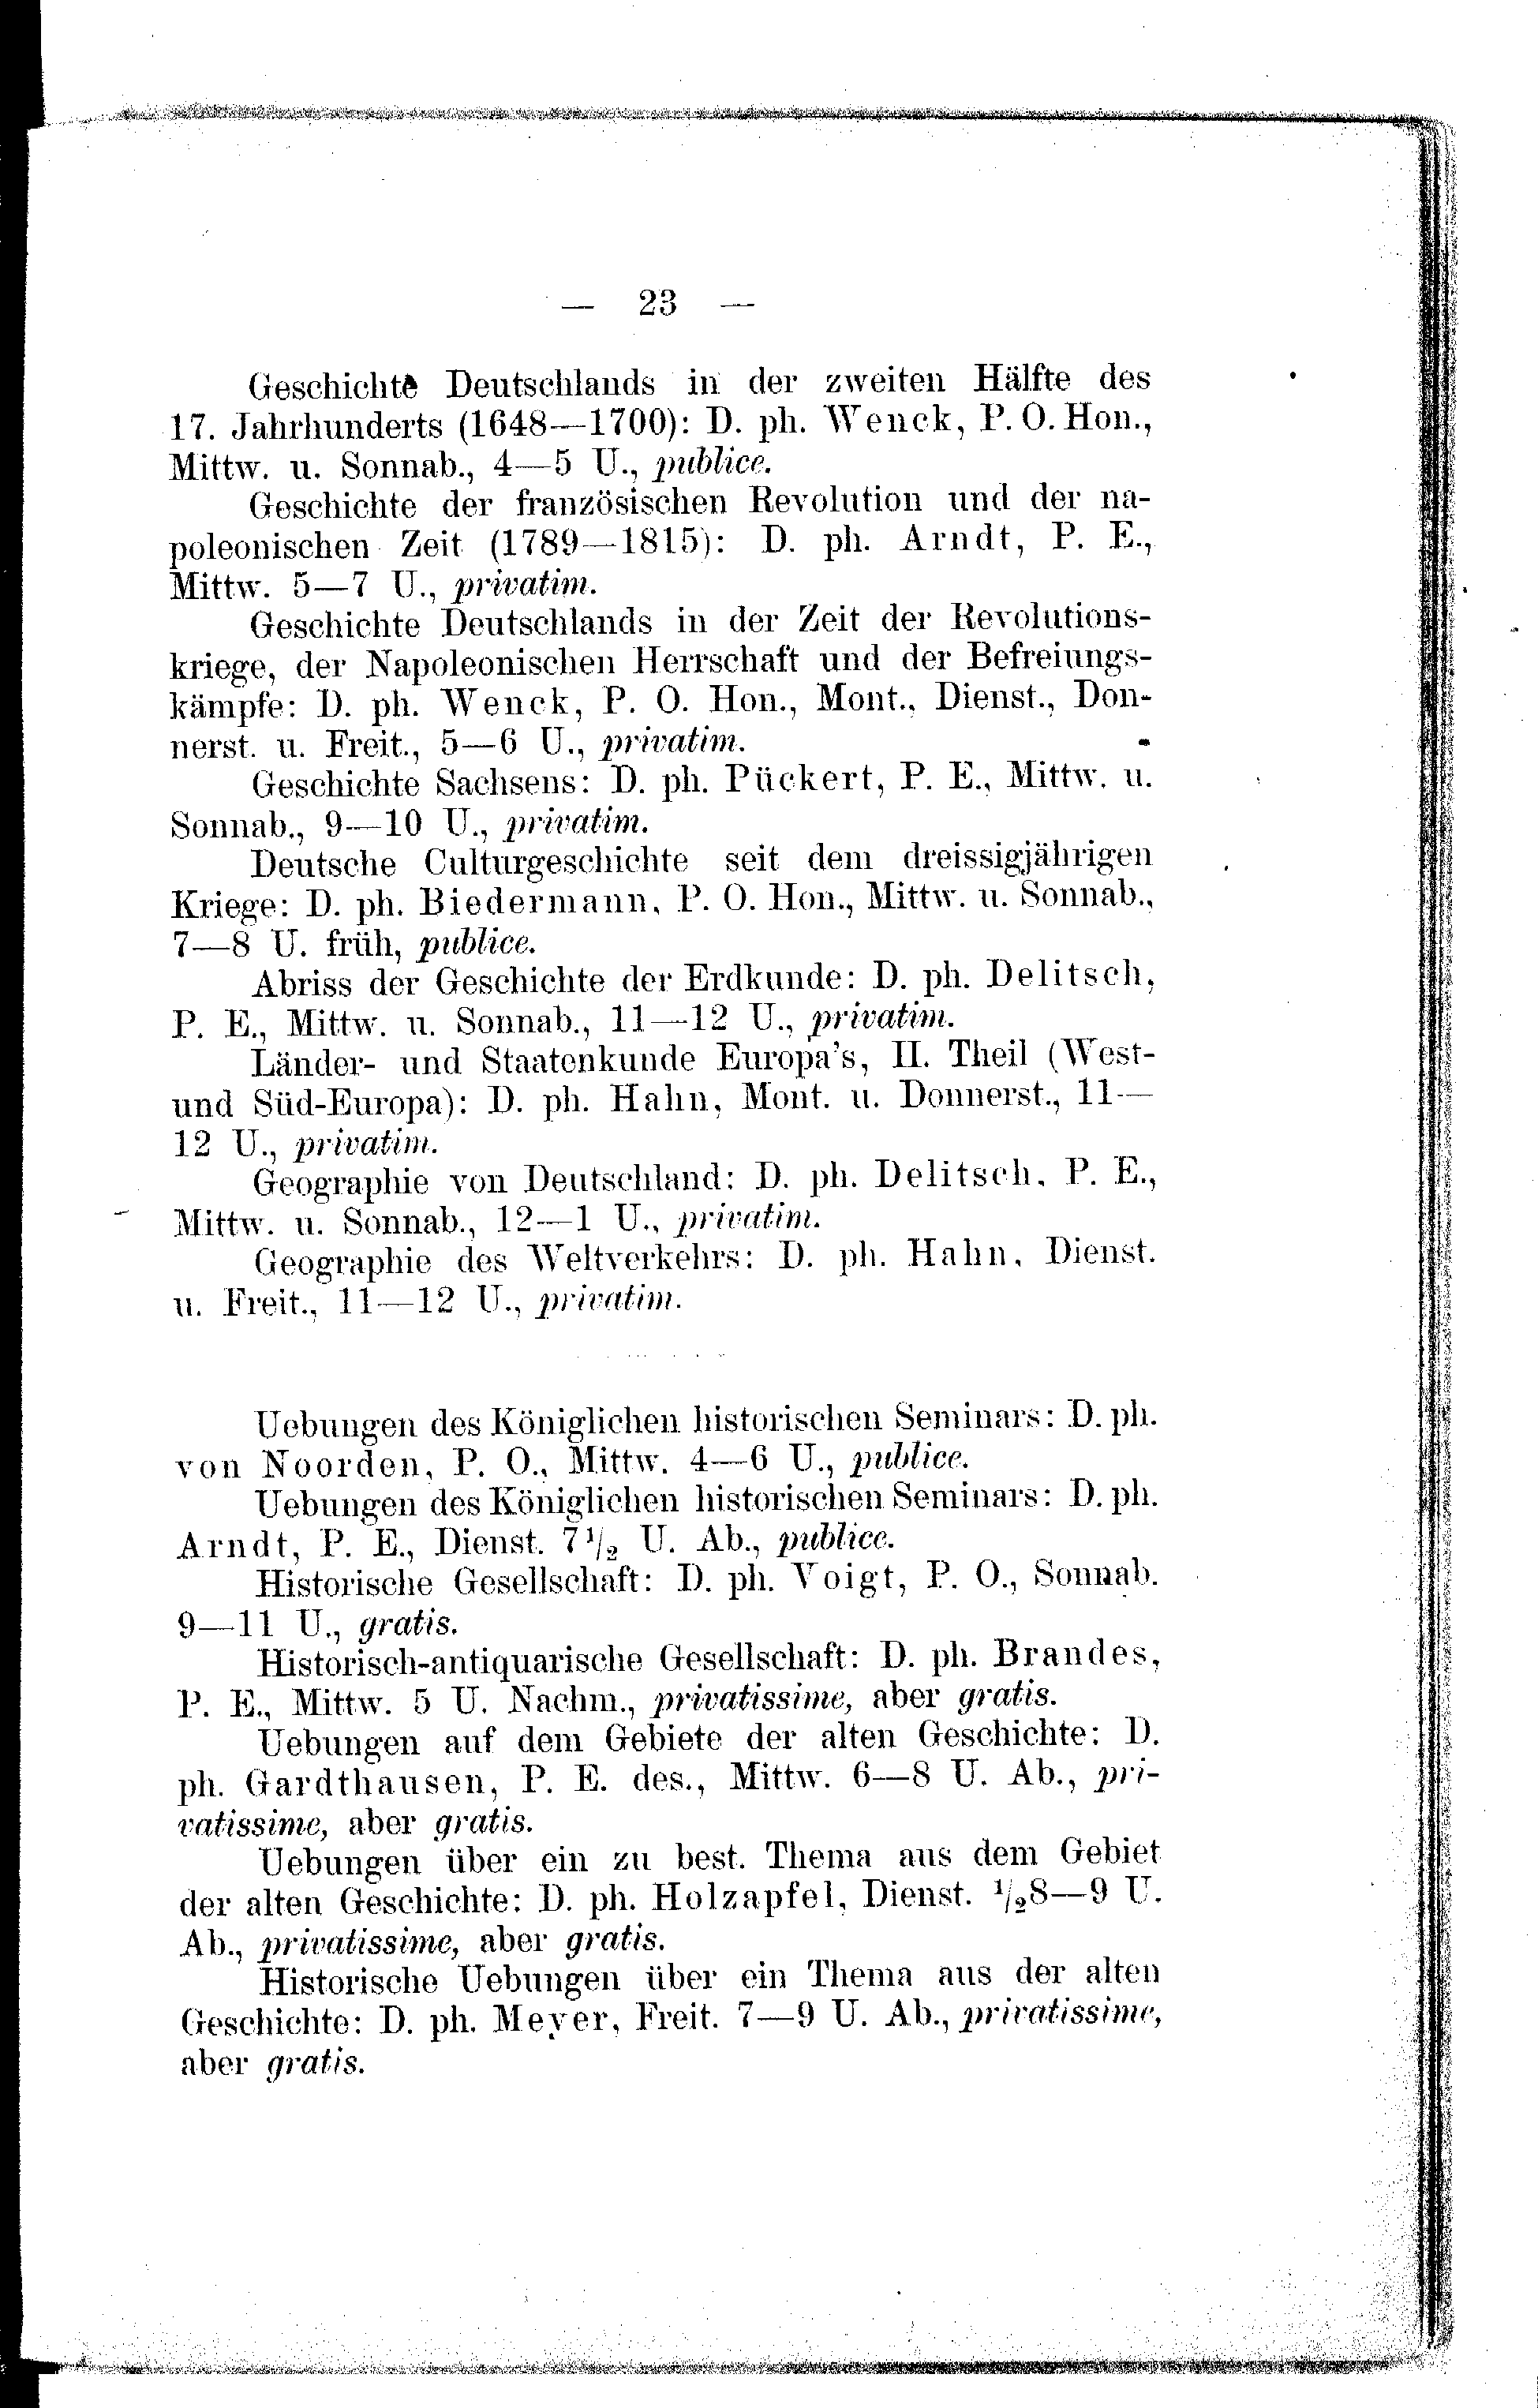 — 23 —
Geschichte Deutschlands in der zweiten Hälfte des
17. Jahrhunderts (1648—1700): D. ph. Wenck, P. O. Hon.,
Mittw. u. Sonnab., 4—5 U., publice.
Geschichte der französischen Revolution und der na-
poleonischen Zeit (1789—1815): D. ph. Arndt, P. E.,
Mittw. 5—7 U., privatim.
Geschichte Deutschlands in der Zeit der Revolutions-
kriege, der Napoleonischen Herrschaft und der Befreiungs-
kämpfe: D. ph. Wenck, P. O. Hon., Mont., Dienst., Don-
nerst. u. Freit., 5—6 U., privatim.
Geschichte Sachsens: D. ph. Pückert, P. E., Mittw. u.
Sonnab., 9—10 U., privatim.
Deutsche Culturgeschichte seit dem dreissigjährigen
Kriege: D. ph. Biedermann, P. O. Hon., Mittw. u. Sonnab.,
7—8 U. früh, publice.
Abriss der Geschichte der Erdkunde: D. ph. Delitsch,
P. E., Mittw. u. Sonnab., 11—12 U., privatim.
Länder- und Staatenkunde Europa's, II. Theil (West-
und Süd-Europa): D. ph. Hahn, Mont. u. Donnerst., 11—
12 U., privatim.
Geographie von Deutschland: D. ph. Delitsch, P. E.,
Mittw. u. Sonnab., 12—1 U., privatim.
Geographie des Weltverkehrs: D. ph. Hahn, Dienst.
u. Freit., 11—12 U., privatim.
Uebungen des Königlichen historischen Seminars: D. ph.
von Noorden, P. O., Mittw. 4—6 U., publice.
Uebungen des Königlichen historischen Seminars: D. ph.
Arndt, P. E., Dienst. 7 1/2 U. Ab., publice.
Historische Gesellschaft: D. ph. Voigt, P. O., Sonnab.
9—11 U., gratis.
Historisch-antiquarische Gesellschaft: D. ph. Brandes,
P. E., Mittw. 5 U. Nachm., privatissime, aber gratis.
Uebungen auf dem Gebiete der alten Geschichte: D.
ph. Gardthausen, P. E. des., Mittw. 6—8 U. Ab., pri-
vatissime, aber gratis.
Uebungen über ein zu best. Thema aus dem Gebiet
der alten Geschichte: D. ph. Holzapfel, Dienst. 1/28—9 U.
Ab., privatissime, aber gratis.
Historische Uebungen über ein Thema aus der alten
Geschichte: D. ph. Meyer, Freit. 7—9 U. Ab., privatissime,
aber gratis.